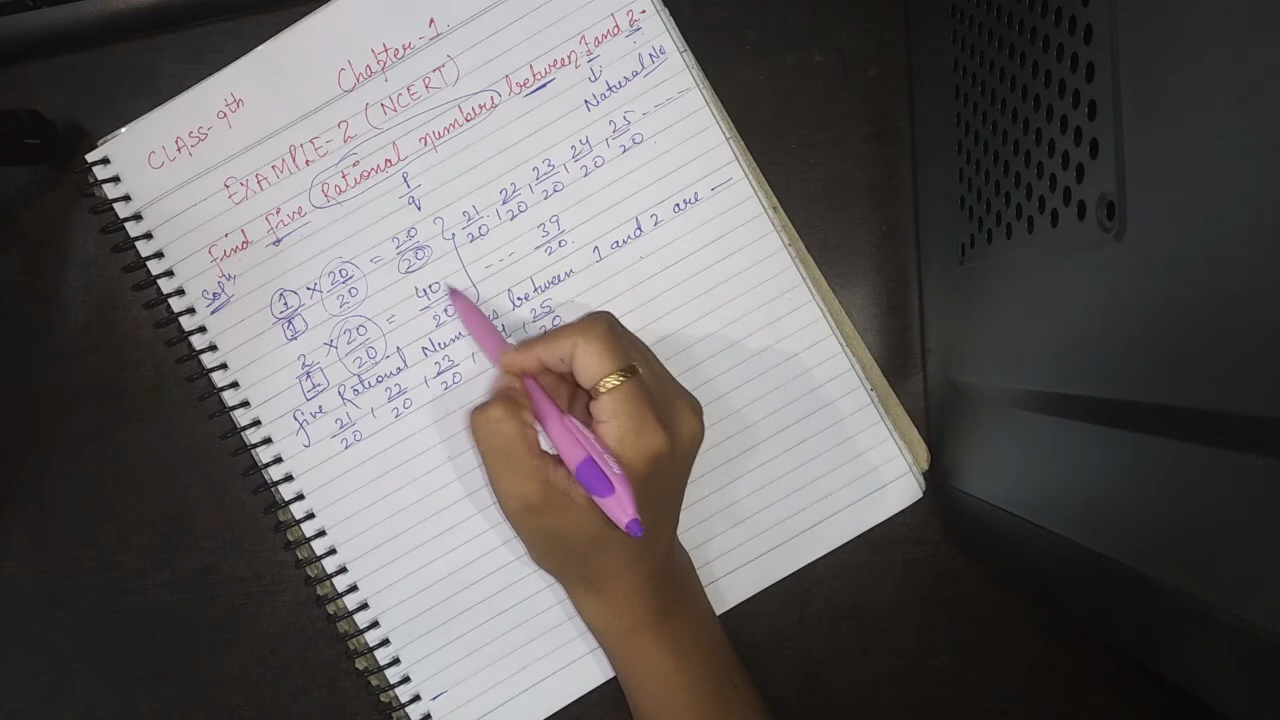 Chapter-1.
CLASS-9th
EXAMPLE-2 (NCERT)
Find five Rational numbers between 1 and 2.
Sol^n.
p/q
↓
Natural No
1/1 × 20/20 = 20/20
21/20, 22/20, 23/20, 24/20, 25/20 ----
2/1 × 20/20 = 40/20
--- 39/20.
five Rational Numbers between 1 and 2 are —
21/20, 22/20, 23/20, 25/20